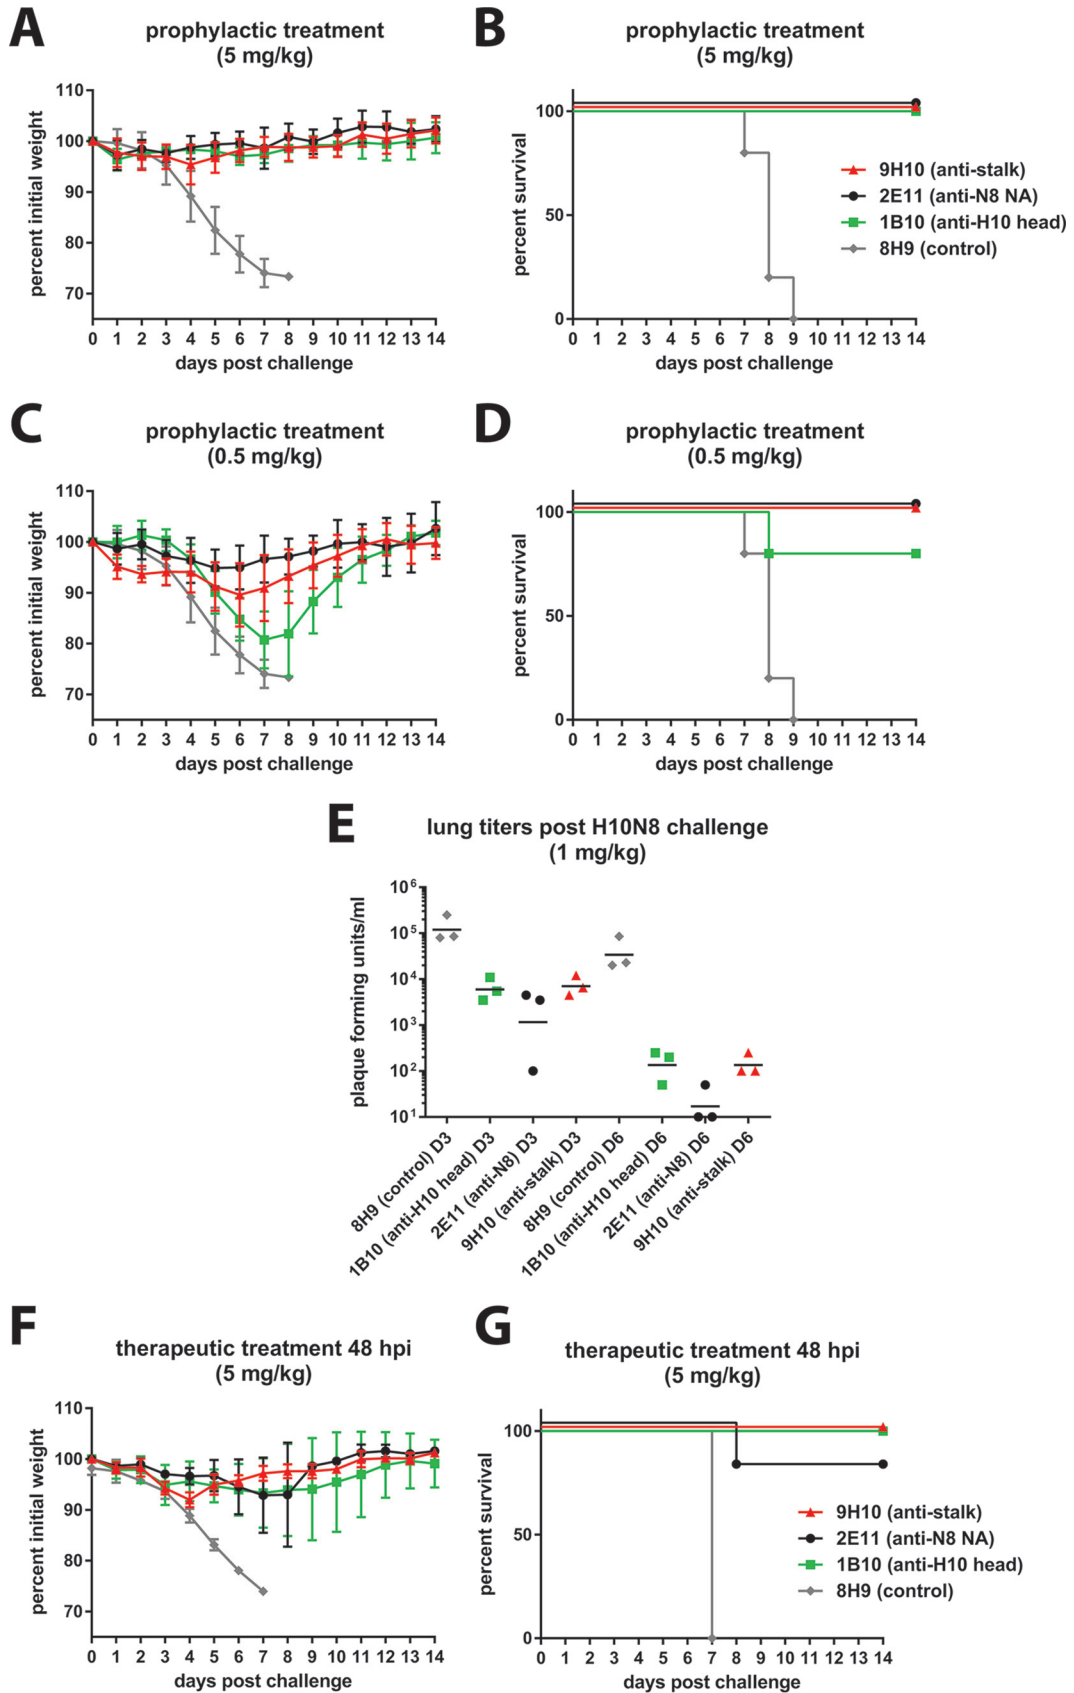 A
prophylactic treatment
(5 mg/kg)
percent initial weight
110
100
90
80
70
0 1 2 3 4 5 6 7 8 9 10 11 12 13 14
days post challenge
B
prophylactic treatment
(5 mg/kg)
percent survival
100
50
0
0 1 2 3 4 5 6 7 8 9 10 11 12 13 14
days post challenge
9H10 (anti-stalk)
2E11 (anti-N8 NA)
1B10 (anti-H10 head)
8H9 (control)
C
prophylactic treatment
(0.5 mg/kg)
percent initial weight
110
100
90
80
70
0 1 2 3 4 5 6 7 8 9 10 11 12 13 14
days post challenge
D
prophylactic treatment
(0.5 mg/kg)
percent survival
100
50
0
0 1 2 3 4 5 6 7 8 9 10 11 12 13 14
days post challenge
E
lung titers post H10N8 challenge
(1 mg/kg)
plaque forming units/ml
10⁶
10⁵
10⁴
10³
10²
10¹
8H9 (control) D3
1B10 (anti-H10 head) D3
2E11 (anti-N8) D3
9H10 (anti-stalk) D3
8H9 (control) D6
1B10 (anti-H10 head) D6
2E11 (anti-N8) D6
9H10 (anti-stalk) D6
F
therapeutic treatment 48 hpi
(5 mg/kg)
percent initial weight
110
100
90
80
70
0 1 2 3 4 5 6 7 8 9 10 11 12 13 14
days post challenge
G
therapeutic treatment 48 hpi
(5 mg/kg)
percent survival
100
50
0
0 1 2 3 4 5 6 7 8 9 10 11 12 13 14
days post challenge
9H10 (anti-stalk)
2E11 (anti-N8 NA)
1B10 (anti-H10 head)
8H9 (control)